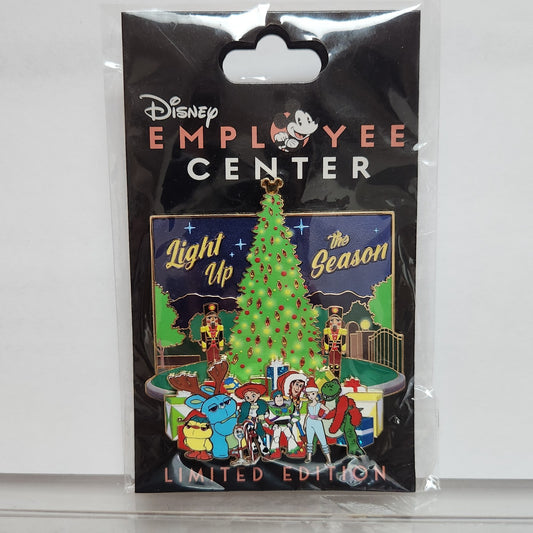 Disney
EMPLOYEE
CENTER
Light Up
the Season
LIMITED EDITION